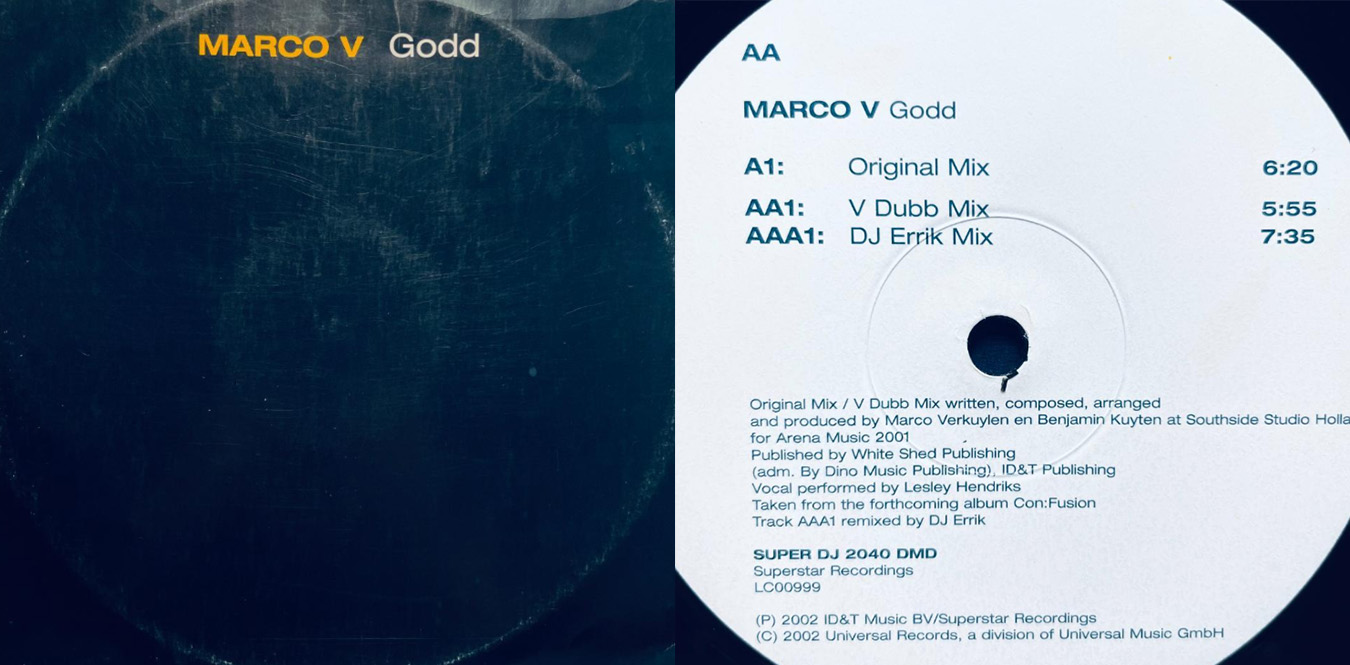 MARCO V Godd
AA
MARCO V Godd
A1: Original Mix 6:20
AA1: V Dubb Mix 5:55
AAA1: DJ Errik Mix 7:35
Original Mix / V Dubb Mix written, composed, arranged
and produced by Marco Verkuylen en Benjamin Kuyten at Southside Studio Holla
for Arena Music 2001
Published by White Shed Publishing
(adm. By Dino Music Publishing), ID&T Publishing
Vocal performed by Lesley Hendriks
Taken from the forthcoming album Con:Fusion
Track AAA1 remixed by DJ Errik
SUPER DJ 2040 DMD
Superstar Recordings
LC00999
(P) 2002 ID&T Music BV/Superstar Recordings
(C) 2002 Universal Records, a division of Universal Music GmbH